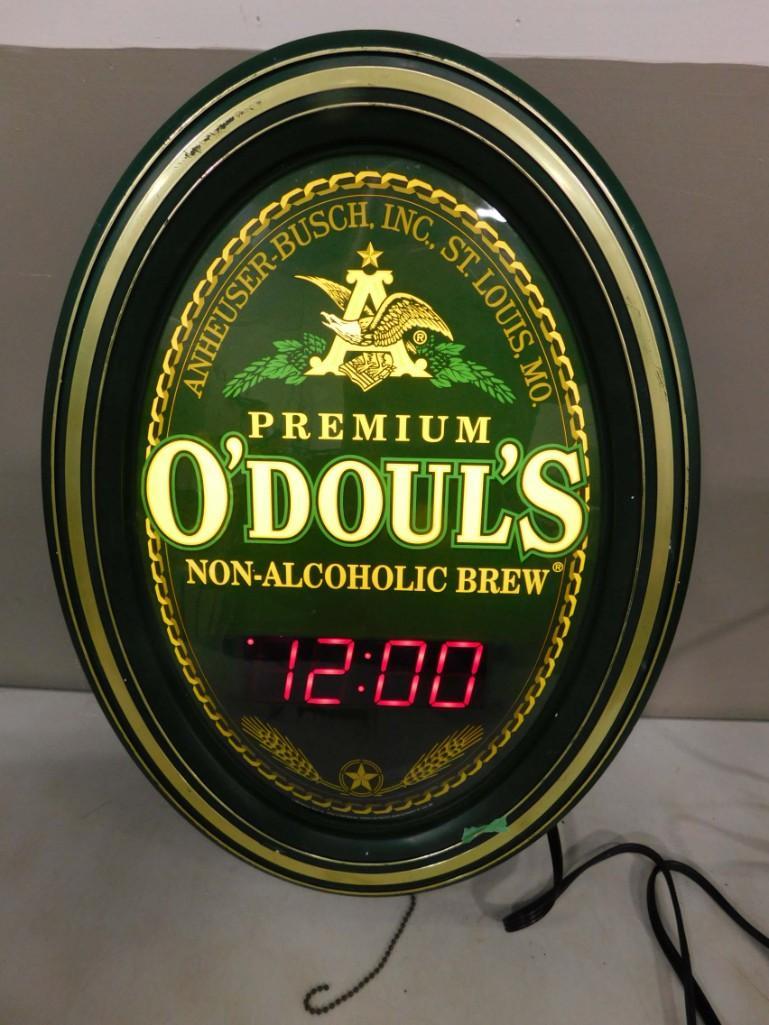 ANHEUSER-BUSCH, INC., ST. LOUIS, MO.
A ®
PREMIUM
O'DOUL'S
NON-ALCOHOLIC BREW®
12:00